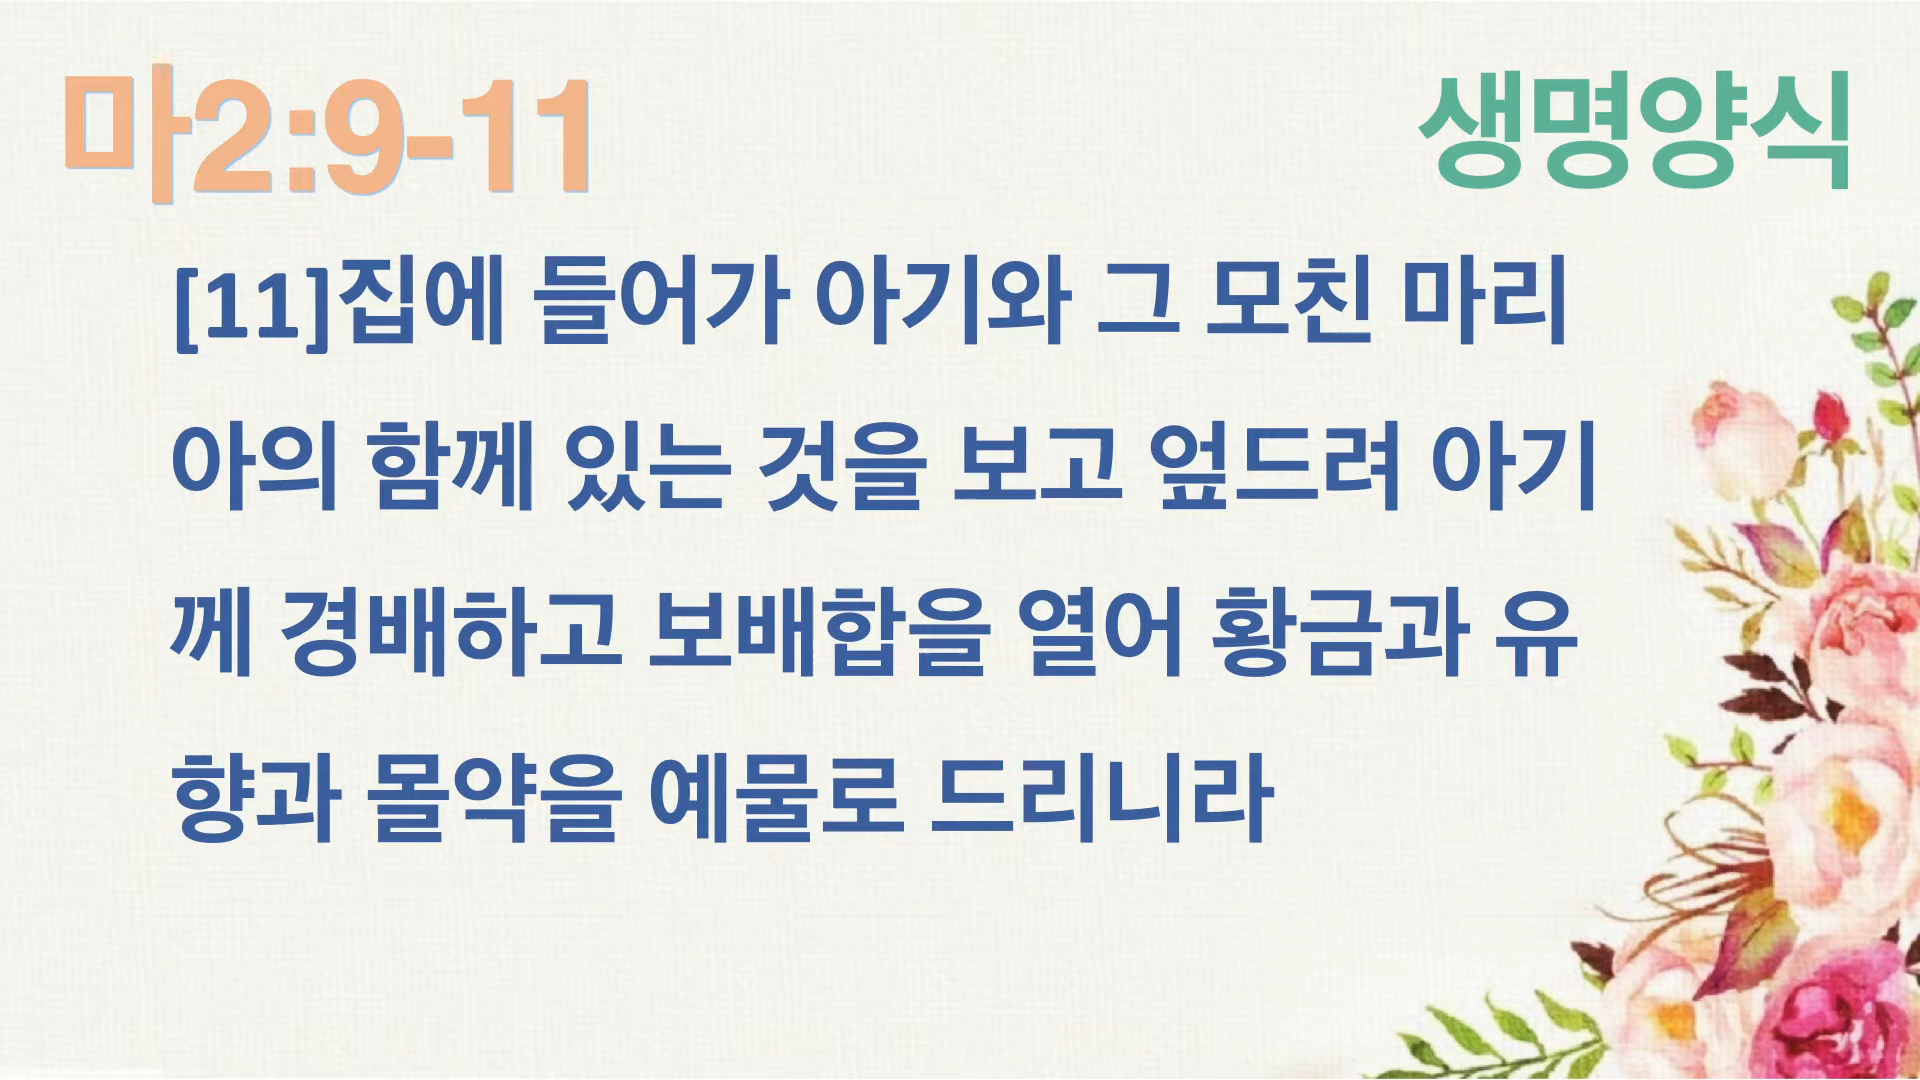 마2:9-11
생명양식
[11]집에 들어가 아기와 그 모친 마리
아의 함께 있는 것을 보고 엎드려 아기
께 경배하고 보배합을 열어 황금과 유
향과 몰약을 예물로 드리니라